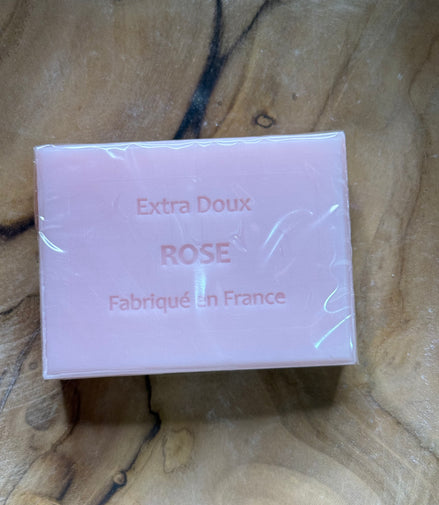 Extra Doux
ROSE
Fabriqué en France